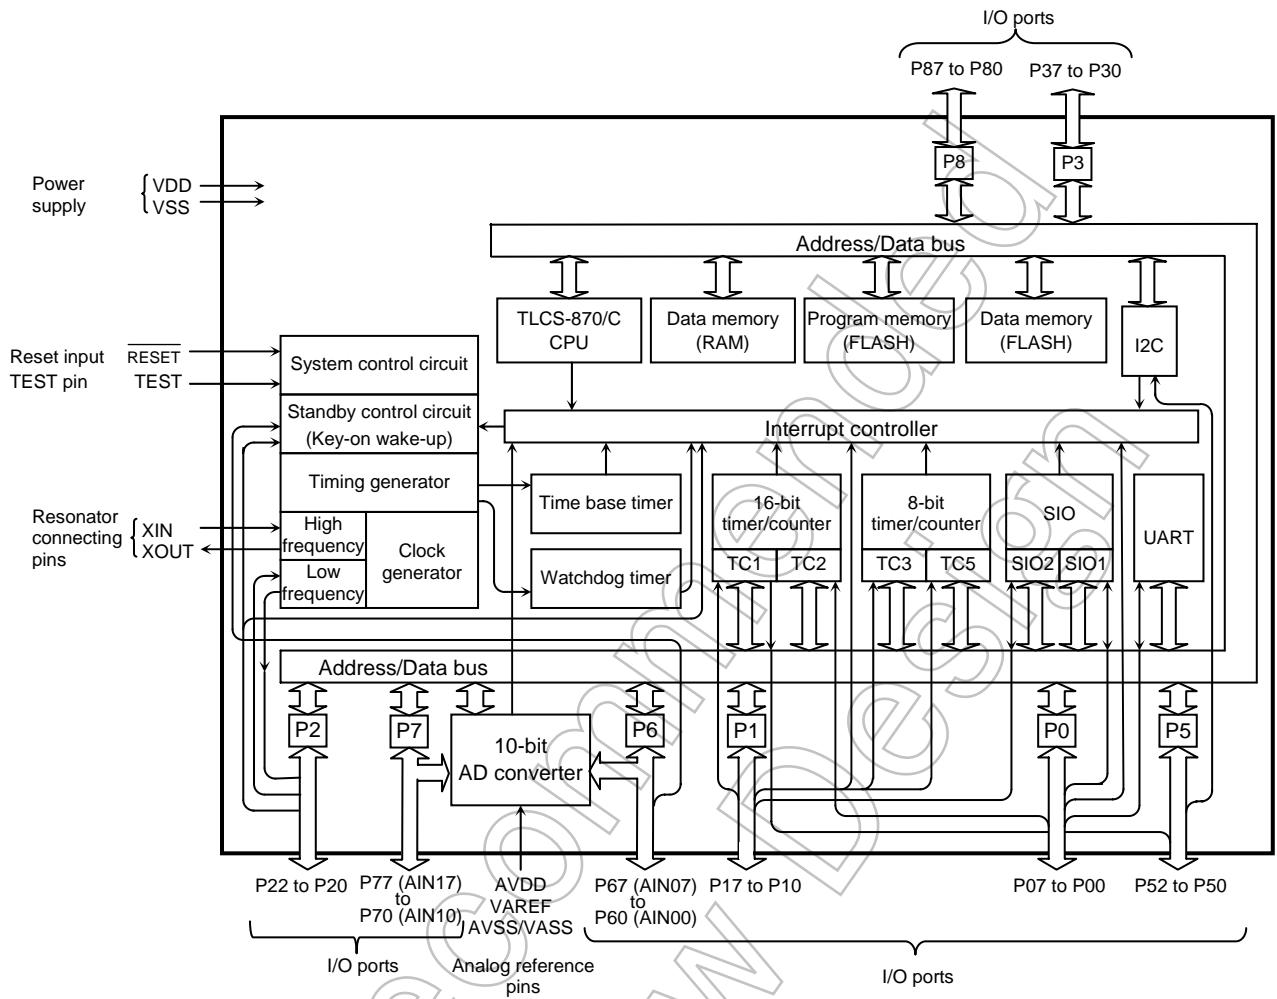 I/O ports
P87 to P80
P37 to P30
P8
P3
Power
supply
VDD
VSS
Address/Data bus
TLCS-870/C
CPU
Data memory
(RAM)
Program memory
(FLASH)
Data memory
(FLASH)
I2C
Reset input
RESET
TEST pin
TEST
System control circuit
Standby control circuit
(Key-on wake-up)
Interrupt controller
Timing generator
Time base timer
16-bit
timer/counter
TC1
TC2
8-bit
timer/counter
TC3
TC5
SIO
SIO2
SIO1
UART
Resonator
connecting
pins
XIN
XOUT
High
frequency
Low
frequency
Clock
generator
Watchdog timer
Address/Data bus
P2
P7
10-bit
AD converter
P6
P1
P0
P5
P22 to P20
P77 (AIN17)
to
P70 (AIN10)
AVDD
VAREF
AVSS/VASS
P67 (AIN07)
to
P60 (AIN00)
P17 to P10
P07 to P00
P52 to P50
I/O ports
Analog reference
pins
I/O ports
ecommended
w Design